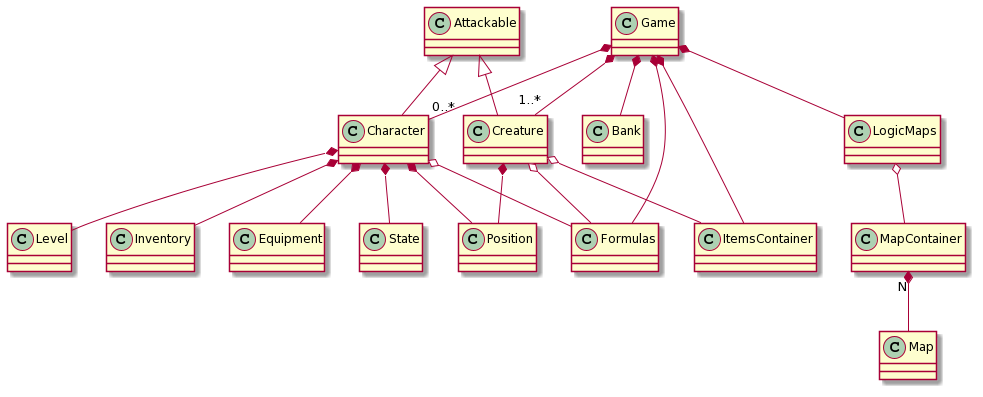 C Attackable
C Game
0..*
1..*
C Character
C Creature
C Bank
C LogicMaps
C Level
C Inventory
C Equipment
C State
C Position
C Formulas
C ItemsContainer
C MapContainer
N
C Map